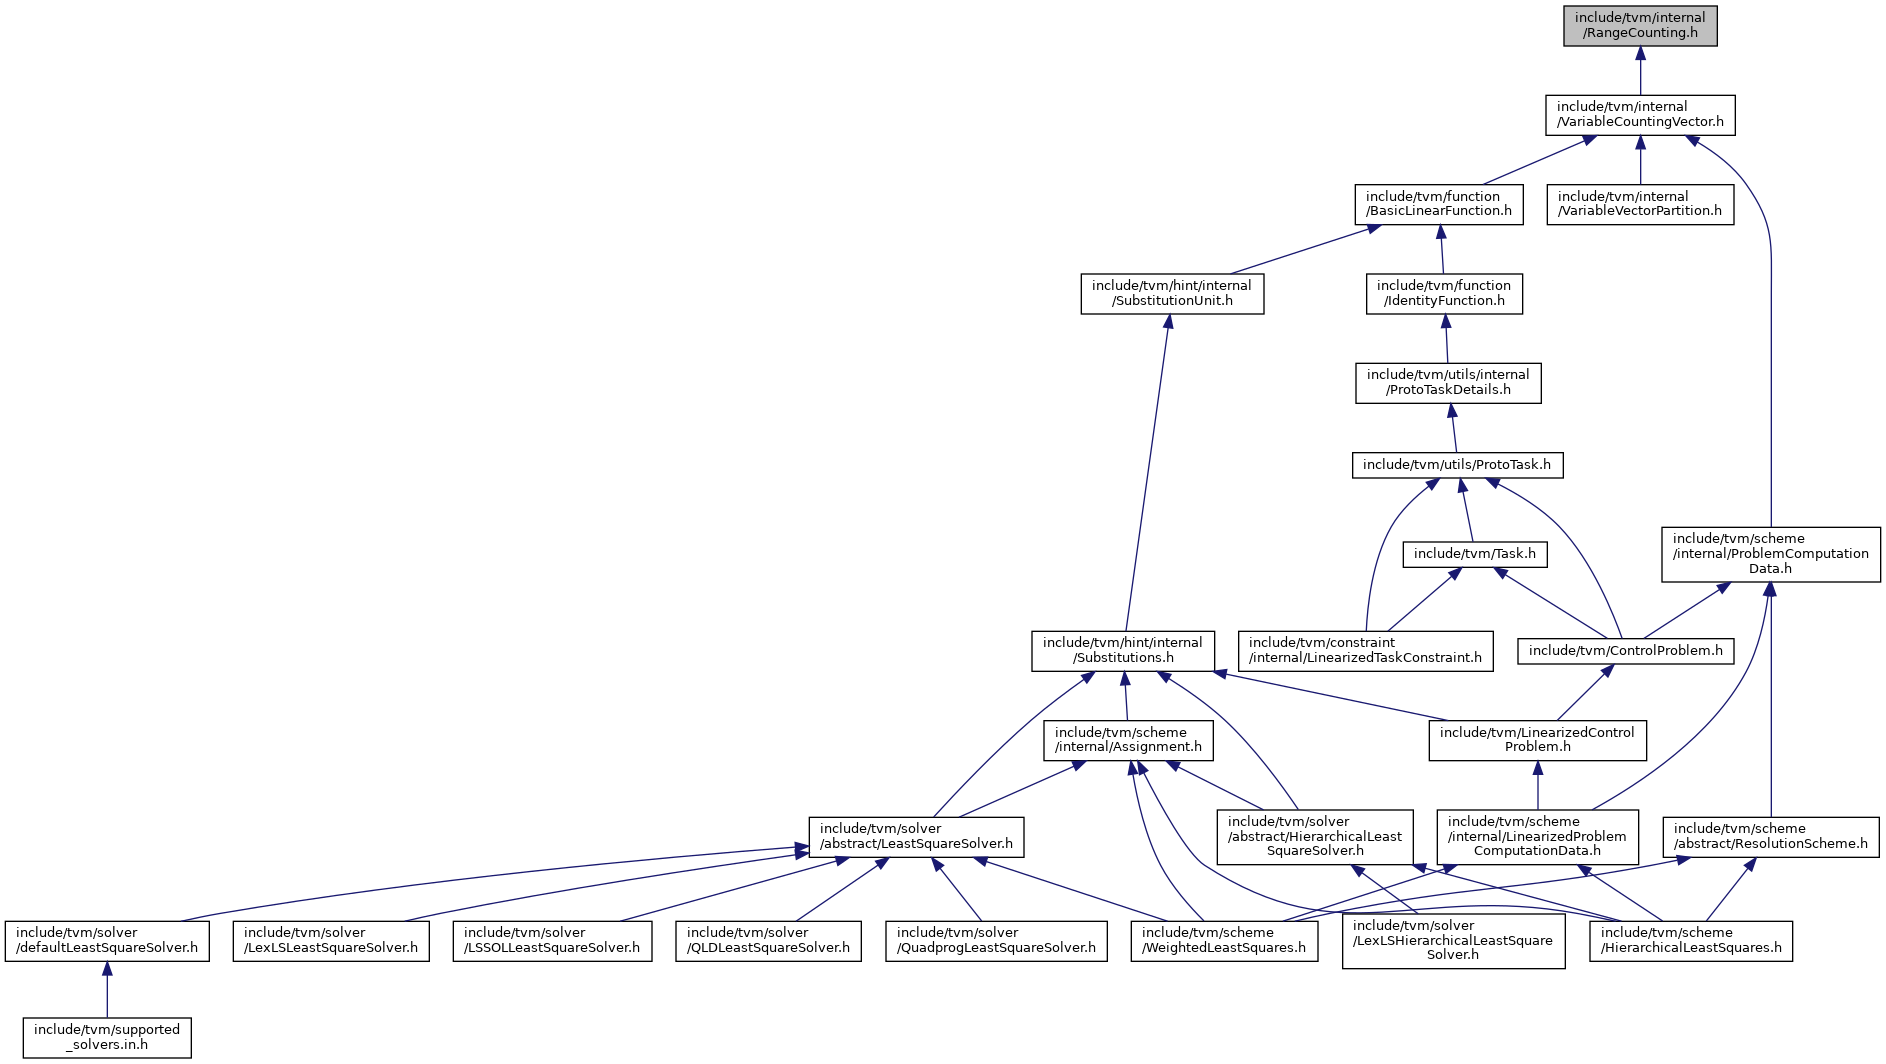 include/tvm/internal
/RangeCounting.h
include/tvm/internal
/VariableCountingVector.h
include/tvm/function
/BasicLinearFunction.h
include/tvm/internal
/VariableVectorPartition.h
include/tvm/hint/internal
/SubstitutionUnit.h
include/tvm/function
/IdentityFunction.h
include/tvm/utils/internal
/ProtoTaskDetails.h
include/tvm/utils/ProtoTask.h
include/tvm/Task.h
include/tvm/scheme
/internal/ProblemComputation
Data.h
include/tvm/hint/internal
/Substitutions.h
include/tvm/constraint
/internal/LinearizedTaskConstraint.h
include/tvm/ControlProblem.h
include/tvm/scheme
/internal/Assignment.h
include/tvm/LinearizedControl
Problem.h
include/tvm/solver
/abstract/LeastSquareSolver.h
include/tvm/solver
/abstract/HierarchicalLeast
SquareSolver.h
include/tvm/scheme
/internal/LinearizedProblem
ComputationData.h
include/tvm/scheme
/abstract/ResolutionScheme.h
include/tvm/solver
/defaultLeastSquareSolver.h
include/tvm/solver
/LexLSLeastSquareSolver.h
include/tvm/solver
/LSSOLLeastSquareSolver.h
include/tvm/solver
/QLDLeastSquareSolver.h
include/tvm/solver
/QuadprogLeastSquareSolver.h
include/tvm/scheme
/WeightedLeastSquares.h
include/tvm/solver
/LexLSHierarchicalLeastSquare
Solver.h
include/tvm/scheme
/HierarchicalLeastSquares.h
include/tvm/supported
_solvers.in.h